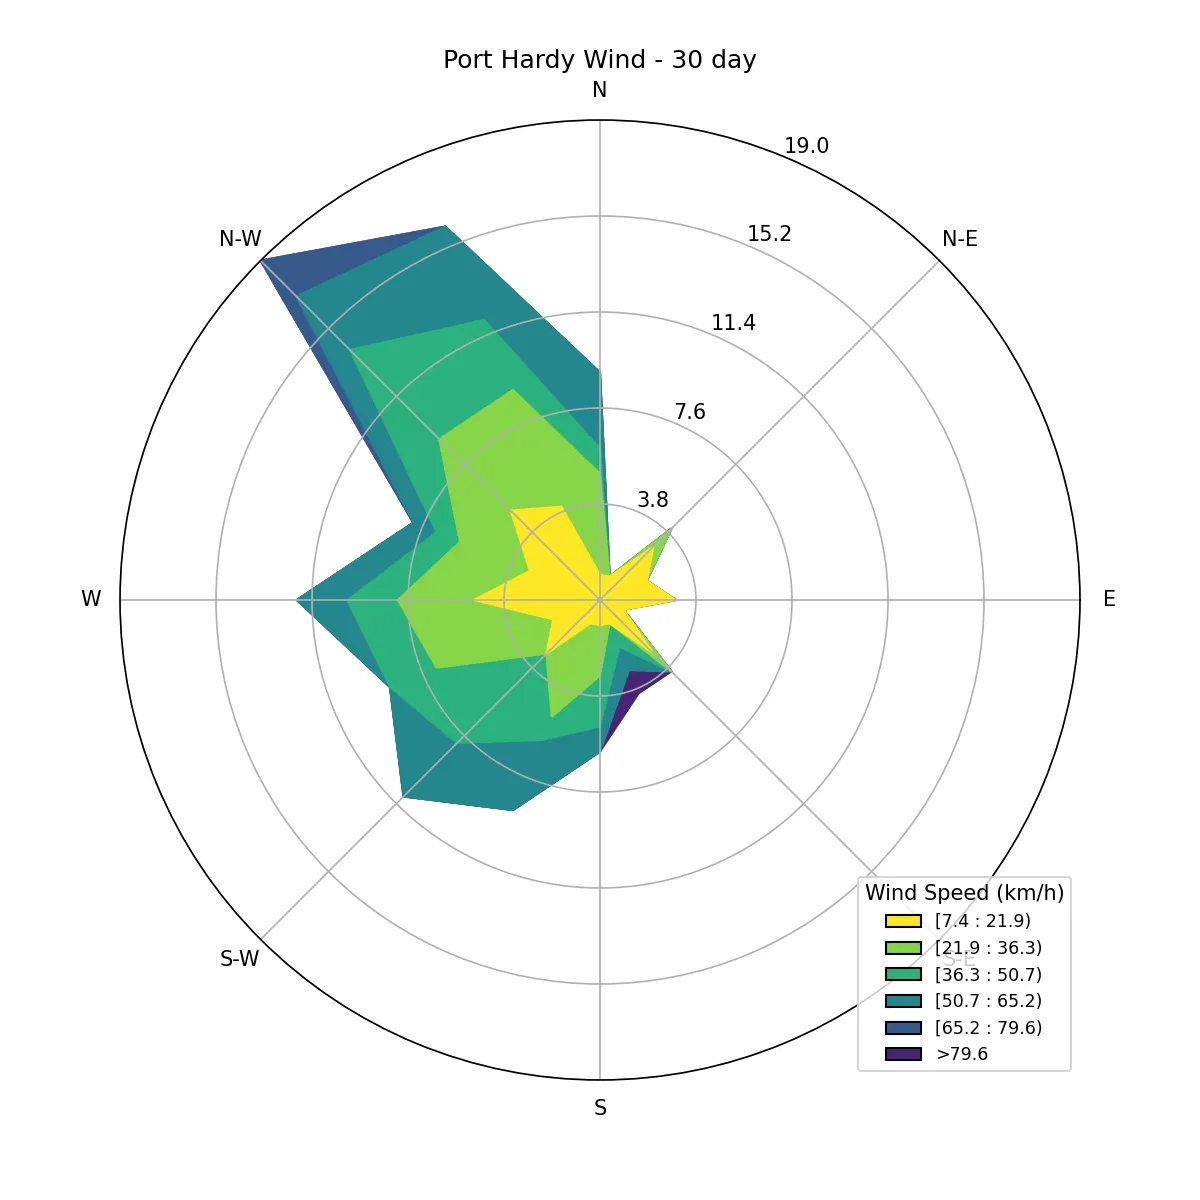 Port Hardy Wind - 30 day
N
19.0
15.2
N-W
N-E
11.4
7.6
3.8
W
E
Wind Speed (km/h)
[7.4 : 21.9)
[21.9 : 36.3)
S-W
S-E
[36.3 : 50.7)
[50.7 : 65.2)
[65.2 : 79.6)
>79.6
S